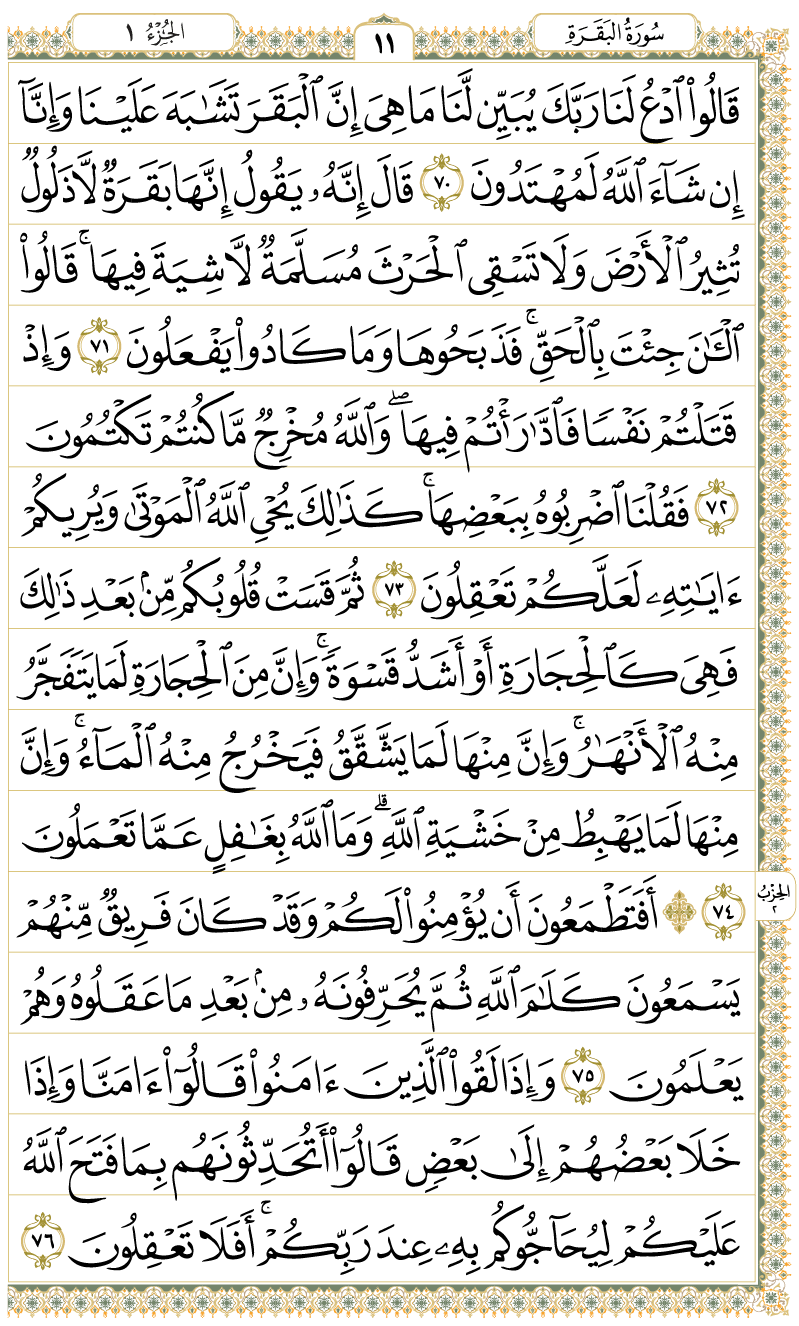 سُورَةُ البَقَرَةِ
١١
الجُزْءُ ١
قَالُوا۟ ٱدْعُ لَنَا رَبَّكَ يُبَيِّن لَّنَا مَا هِىَ إِنَّ ٱلْبَقَرَ تَشَـٰبَهَ عَلَيْنَا وَإِنَّآ
إِن شَآءَ ٱللَّهُ لَمُهْتَدُونَ ٧٠ قَالَ إِنَّهُۥ يَقُولُ إِنَّهَا بَقَرَةٌ لَّا ذَلُولٌ
تُثِيرُ ٱلْأَرْضَ وَلَا تَسْقِى ٱلْحَرْثَ مُسَلَّمَةٌ لَّا شِيَةَ فِيهَا ۚ قَالُوا۟
ٱلْـَٔـٰنَ جِئْتَ بِٱلْحَقِّ ۚ فَذَبَحُوهَا وَمَا كَادُوا۟ يَفْعَلُونَ ٧١ وَإِذْ
قَتَلْتُمْ نَفْسًا فَٱدَّٰرَٰٔتُمْ فِيهَا ۖ وَٱللَّهُ مُخْرِجٌ مَّا كُنتُمْ تَكْتُمُونَ
٧٢ فَقُلْنَا ٱضْرِبُوهُ بِبَعْضِهَا ۚ كَذَٰلِكَ يُحْىِ ٱللَّهُ ٱلْمَوْتَىٰ وَيُرِيكُمْ
ءَايَـٰتِهِۦ لَعَلَّكُمْ تَعْقِلُونَ ٧٣ ثُمَّ قَسَتْ قُلُوبُكُم مِّنۢ بَعْدِ ذَٰلِكَ
فَهِىَ كَٱلْحِجَارَةِ أَوْ أَشَدُّ قَسْوَةً ۚ وَإِنَّ مِنَ ٱلْحِجَارَةِ لَمَا يَتَفَجَّرُ
مِنْهُ ٱلْأَنْهَـٰرُ ۚ وَإِنَّ مِنْهَا لَمَا يَشَّقَّقُ فَيَخْرُجُ مِنْهُ ٱلْمَآءُ ۚ وَإِنَّ
مِنْهَا لَمَا يَهْبِطُ مِنْ خَشْيَةِ ٱللَّهِ ۗ وَمَا ٱللَّهُ بِغَـٰفِلٍ عَمَّا تَعْمَلُونَ
٧٤ أَفَتَطْمَعُونَ أَن يُؤْمِنُوا۟ لَكُمْ وَقَدْ كَانَ فَرِيقٌ مِّنْهُمْ
الحِزْبُ
٢
يَسْمَعُونَ كَلَـٰمَ ٱللَّهِ ثُمَّ يُحَرِّفُونَهُۥ مِنۢ بَعْدِ مَا عَقَلُوهُ وَهُمْ
يَعْلَمُونَ ٧٥ وَإِذَا لَقُوا۟ ٱلَّذِينَ ءَامَنُوا۟ قَالُوٓا۟ ءَامَنَّا وَإِذَا
خَلَا بَعْضُهُمْ إِلَىٰ بَعْضٍ قَالُوٓا۟ أَتُحَدِّثُونَهُم بِمَا فَتَحَ ٱللَّهُ
عَلَيْكُمْ لِيُحَآجُّوكُم بِهِۦ عِندَ رَبِّكُمْ ۚ أَفَلَا تَعْقِلُونَ ٧٦